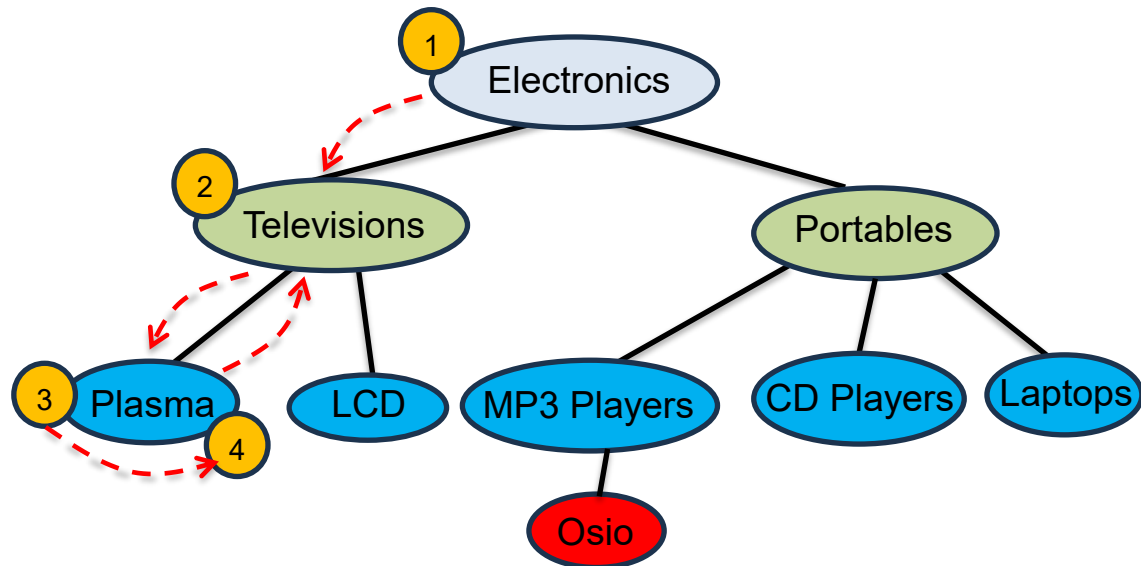 1
Electronics
2
Televisions
Portables
3
Plasma
4
LCD
MP3 Players
CD Players
Laptops
Osio